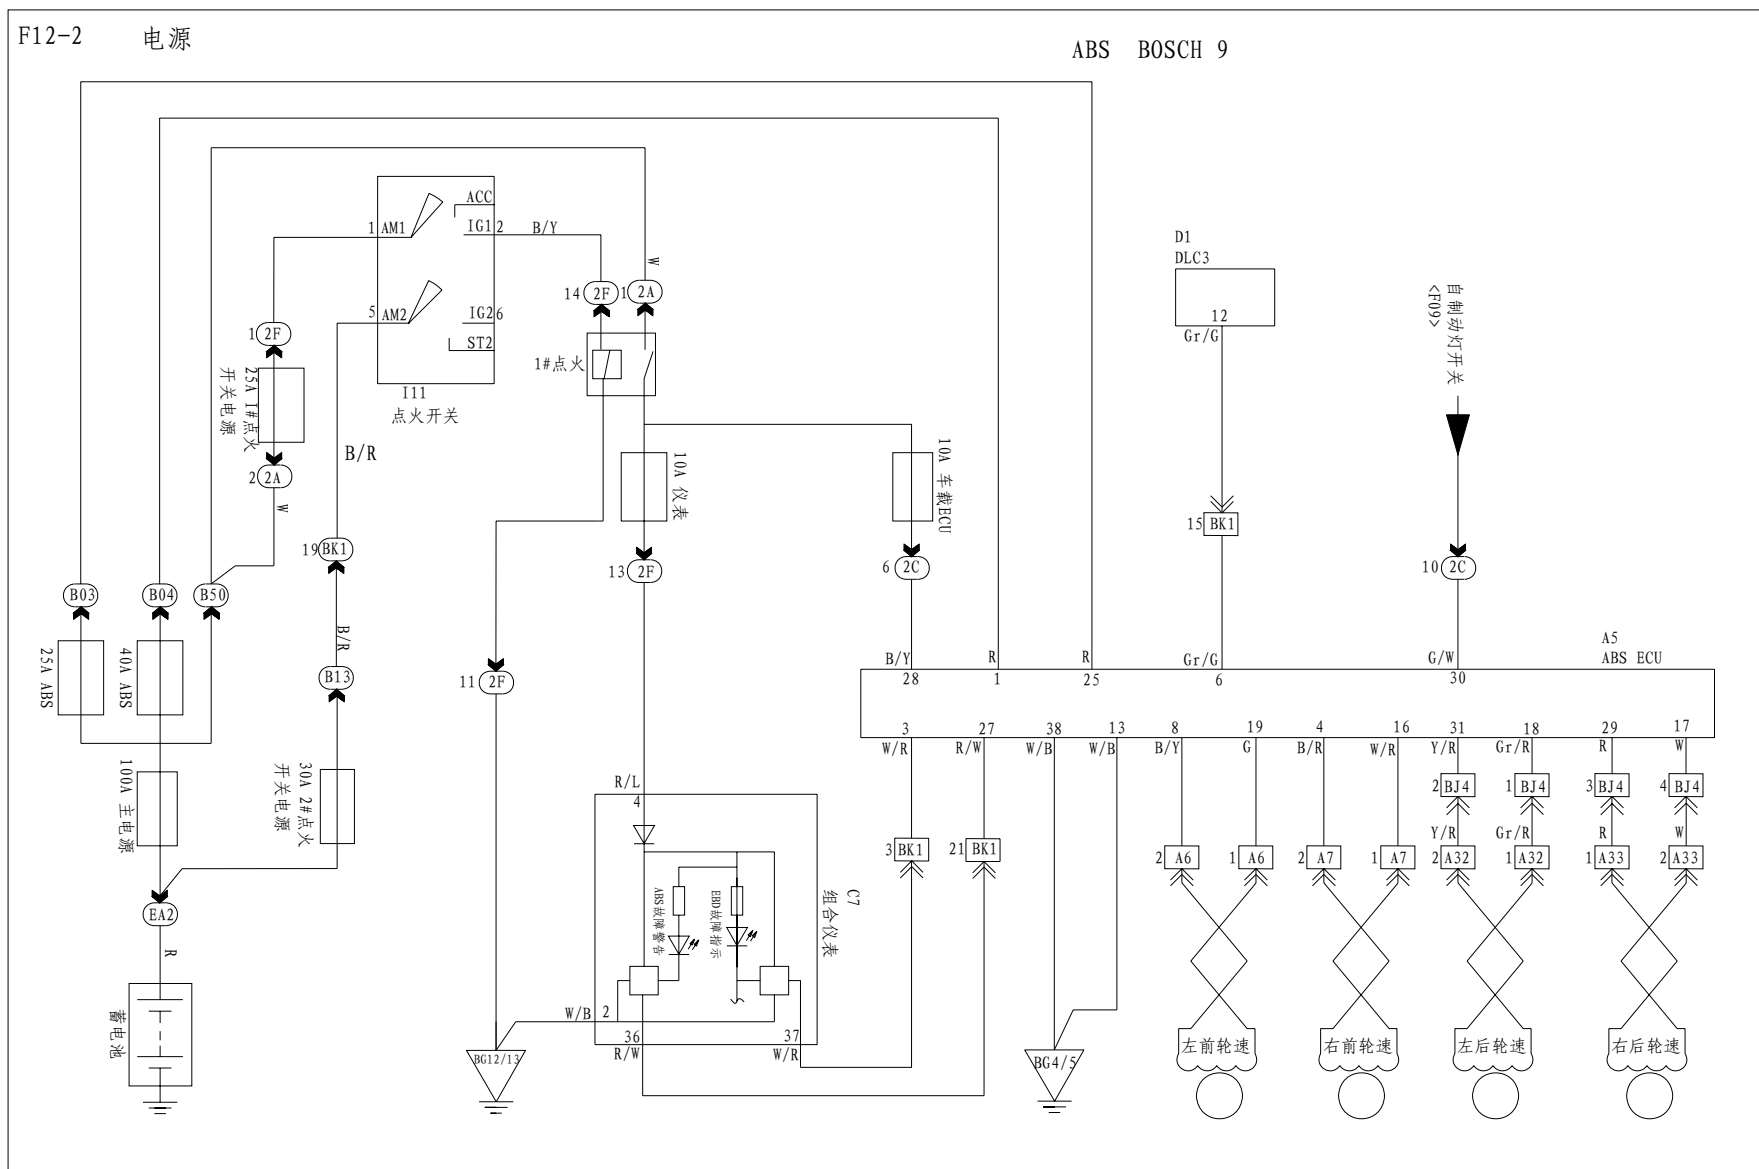 F12-2 电源
ABS BOSCH 9
ACC
1 AM1
IG1 2
B/Y
W
14 2F
1 2A
5 AM2
IG2 6
ST2
I11
点火开关
1#点火
1 2F
25A 1#点火
开关电源
2 2A
W
B/R
19 BK1
B/R
B13
30A 2#点火
开关电源
B03
B04
B50
25A ABS
40A ABS
100A 主电源
EA2
R
蓄电池
10A 仪表
13 2F
10A 车载ECU
6 2C
11 2F
D1
DLC3
12
Gr/G
15 BK1
自制动灯开关
<F09>
10 2C
A5
ABS ECU
B/Y
R
R
Gr/G
G/W
28
1
25
6
30
3
27
38
13
8
19
4
16
31
18
29
17
W/R
R/W
W/B
W/B
B/Y
G
B/R
W/R
Y/R
Gr/R
R
W
2 BJ4
1 BJ4
3 BJ4
4 BJ4
Y/R
Gr/R
R
W
3 BK1
21 BK1
2 A6
1 A6
2 A7
1 A7
2 A32
1 A32
1 A33
2 A33
R/L
4
C7
组合仪表
ABS故障警告
EBD故障指示
W/B 2
36
R/W
37
W/R
BG12/13
BG4/5
左前轮速
右前轮速
左后轮速
右后轮速